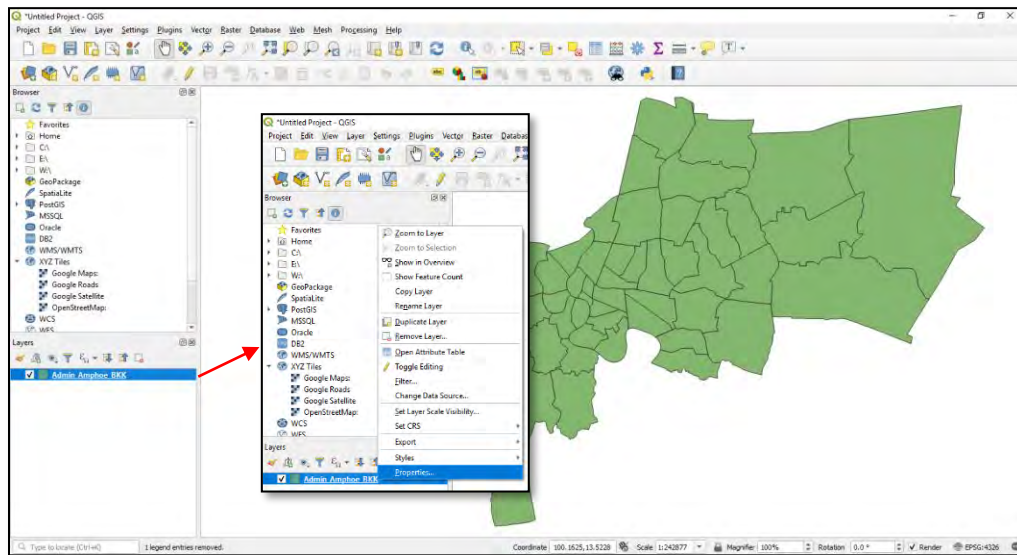 *Untitled Project - QGIS
Project Edit View Layer Settings Plugins Vector Raster Database Web Mesh Processing Help
Browser
Favorites
Home
C:\
E:\
W:\
GeoPackage
SpatiaLite
PostGIS
MSSQL
Oracle
DB2
WMS/WMTS
XYZ Tiles
Google Maps
Google Roads
Google Satellite
OpenStreetMap
WCS
WFS
Layers
Admin_Amphoe_BKK
*Untitled Project - QGIS
Project Edit View Layer Settings Plugins Vector Raster Databas
Browser
Favorites
Home
C:\
E:\
W:\
GeoPackage
SpatiaLite
PostGIS
MSSQL
Oracle
DB2
WMS/WMTS
XYZ Tiles
Google Maps
Google Roads
Google Satellite
OpenStreetMap
WCS
WFS
Layers
Admin_Amphoe_BKK
Zoom to Layer
Zoom to Selection
Show in Overview
Show Feature Count
Copy Layer
Rename Layer
Duplicate Layer
Remove Layer...
Open Attribute Table
Toggle Editing
Filter...
Change Data Source...
Set Layer Scale Visibility...
Set CRS
Export
Styles
Properties...
Type to locate (Ctrl+K) 1 legend entries removed. Coordinate 100.1625,13.5228 Scale 1:242877 Magnifier 100% Rotation 0.0 ° Render EPSG:4326